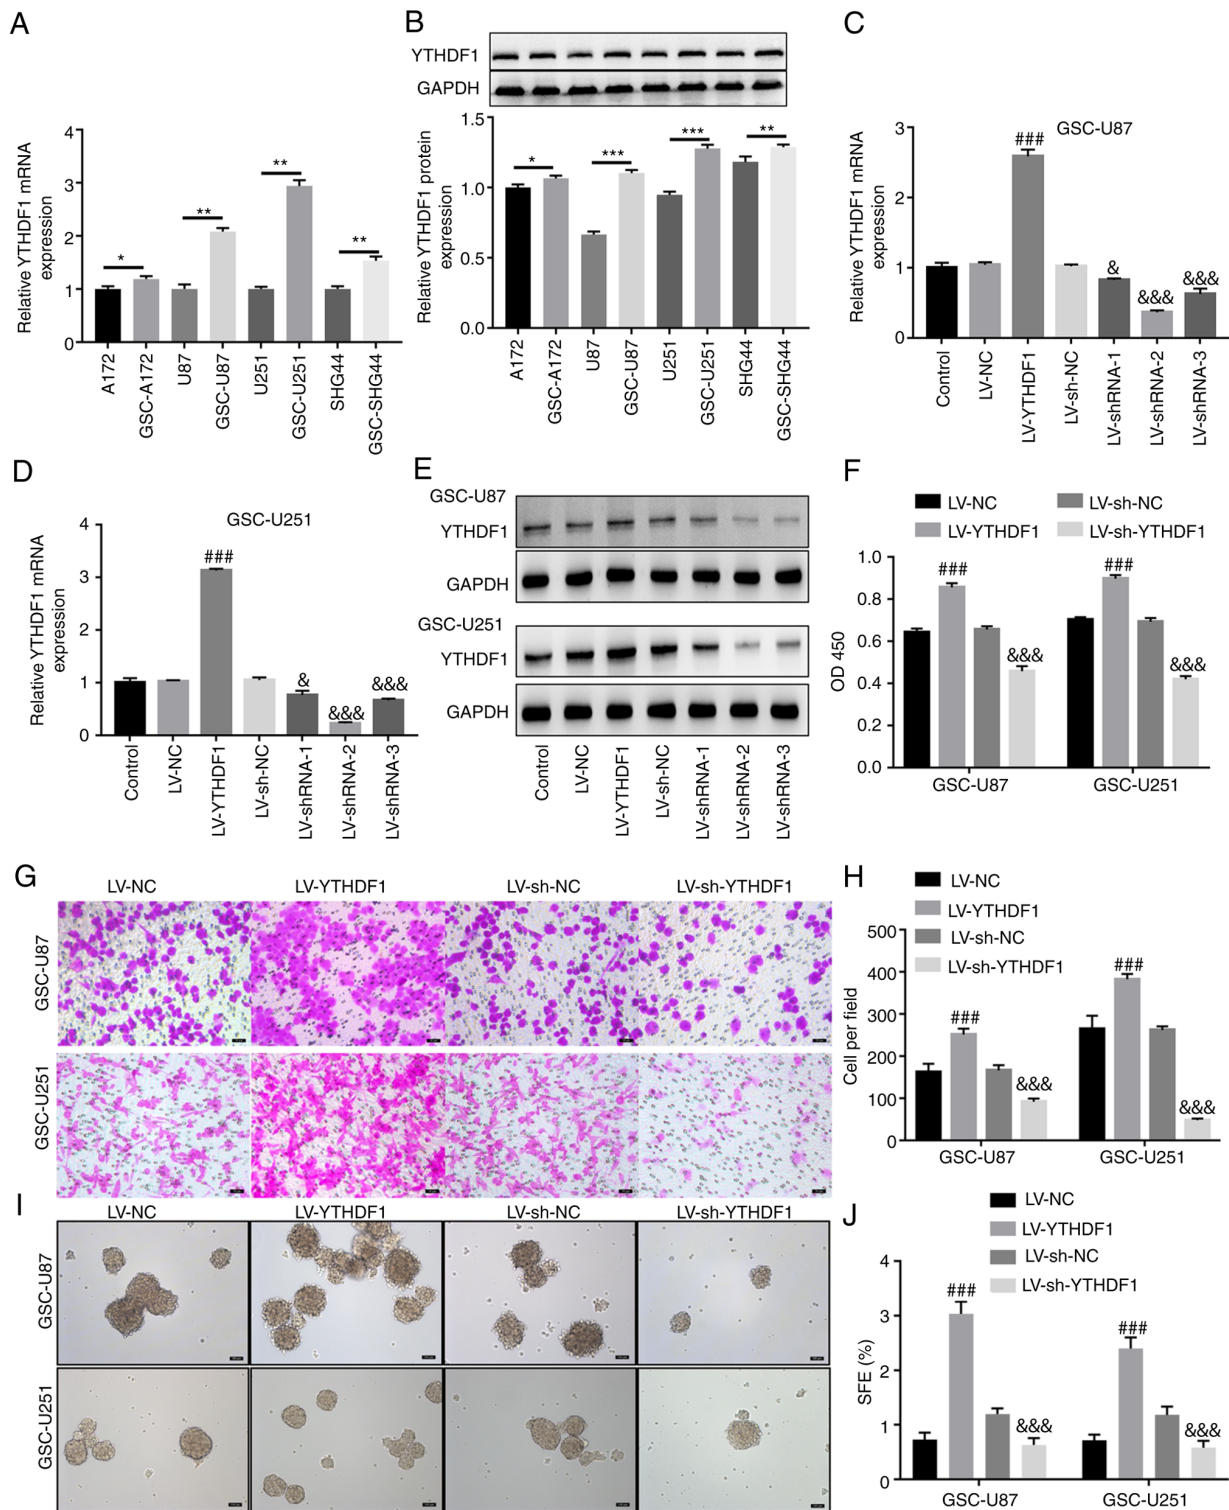 A
Relative YTHDF1 mRNA
expression
4
3
2
1
0
*
**
**
**
A172
GSC-A172
U87
GSC-U87
U251
GSC-U251
SHG44
GSC-SHG44
B
YTHDF1
GAPDH
Relative YTHDF1 protein
expression
1.5
1.0
0.5
0.0
*
***
***
**
A172
GSC-A172
U87
GSC-U87
U251
GSC-U251
SHG44
GSC-SHG44
C
GSC-U87
Relative YTHDF1 mRNA
expression
3
2
1
0
###
&
&&&
&&&
Control
LV-NC
LV-YTHDF1
LV-sh-NC
LV-shRNA-1
LV-shRNA-2
LV-shRNA-3
D
GSC-U251
Relative YTHDF1 mRNA
expression
4
3
2
1
0
###
&
&&&
&&&
Control
LV-NC
LV-YTHDF1
LV-sh-NC
LV-shRNA-1
LV-shRNA-2
LV-shRNA-3
E
GSC-U87
YTHDF1
GAPDH
GSC-U251
YTHDF1
GAPDH
Control
LV-NC
LV-YTHDF1
LV-sh-NC
LV-shRNA-1
LV-shRNA-2
LV-shRNA-3
F
LV-NC
LV-sh-NC
LV-YTHDF1
LV-sh-YTHDF1
OD 450
1.0
0.8
0.6
0.4
0.2
0.0
###
&&&
###
&&&
GSC-U87
GSC-U251
G
LV-NC
LV-YTHDF1
LV-sh-NC
LV-sh-YTHDF1
GSC-U87
GSC-U251
H
LV-NC
LV-YTHDF1
LV-sh-NC
LV-sh-YTHDF1
Cell per field
500
400
300
200
100
0
###
&&&
###
&&&
GSC-U87
GSC-U251
I
LV-NC
LV-YTHDF1
LV-sh-NC
LV-sh-YTHDF1
GSC-U87
GSC-U251
J
LV-NC
LV-YTHDF1
LV-sh-NC
LV-sh-YTHDF1
SFE (%)
4
3
2
1
0
###
&&&
###
&&&
GSC-U87
GSC-U251